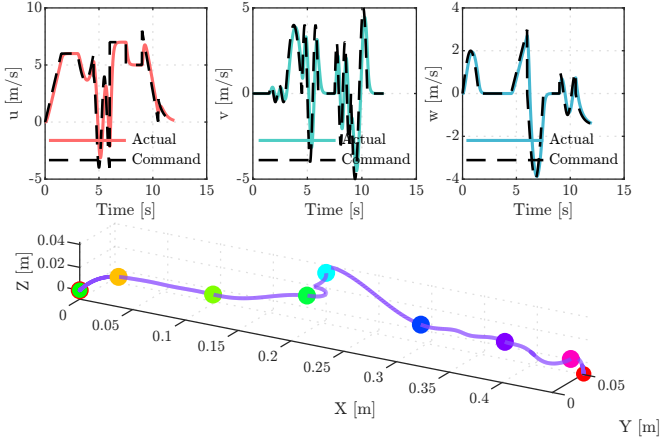 10
5
0
-5
u [m/s]
0 5 10 15
Time [s]
Actual
Command
5
0
-5
v [m/s]
0 5 10 15
Time [s]
Actual
Command
4
2
0
-2
-4
w [m/s]
0 5 10 15
Time [s]
Actual
Command
0.04
0.02
0
Z [m]
0 0.05 0.1 0.15 0.2 0.25 0.3 0.35 0.4
X [m]
0 0.05
Y [m]